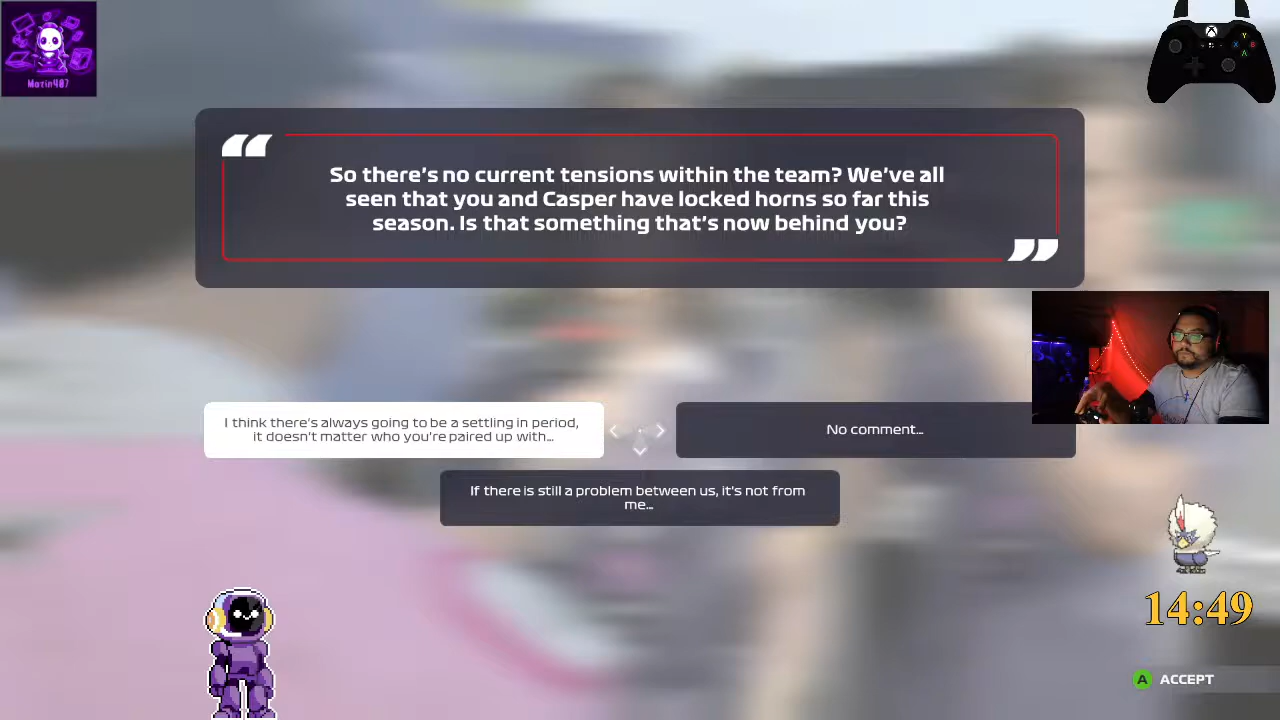 Matin487
So there's no current tensions within the team? We've all
seen that you and Casper have locked horns so far this
season. Is that something that's now behind you?
I think there's always going to be a settling in period,
it doesn't matter who you're paired up with...
No comment...
If there is still a problem between us, it's not from
me...
14:49
A ACCEPT